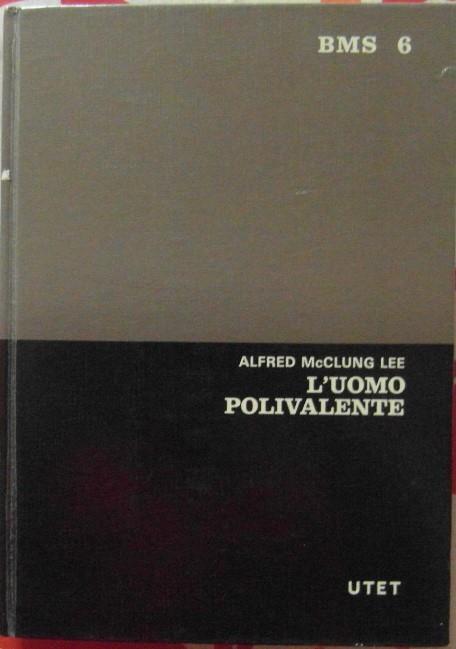 BMS 6
ALFRED McCLUNG LEE
L'UOMO
POLIVALENTE
UTET